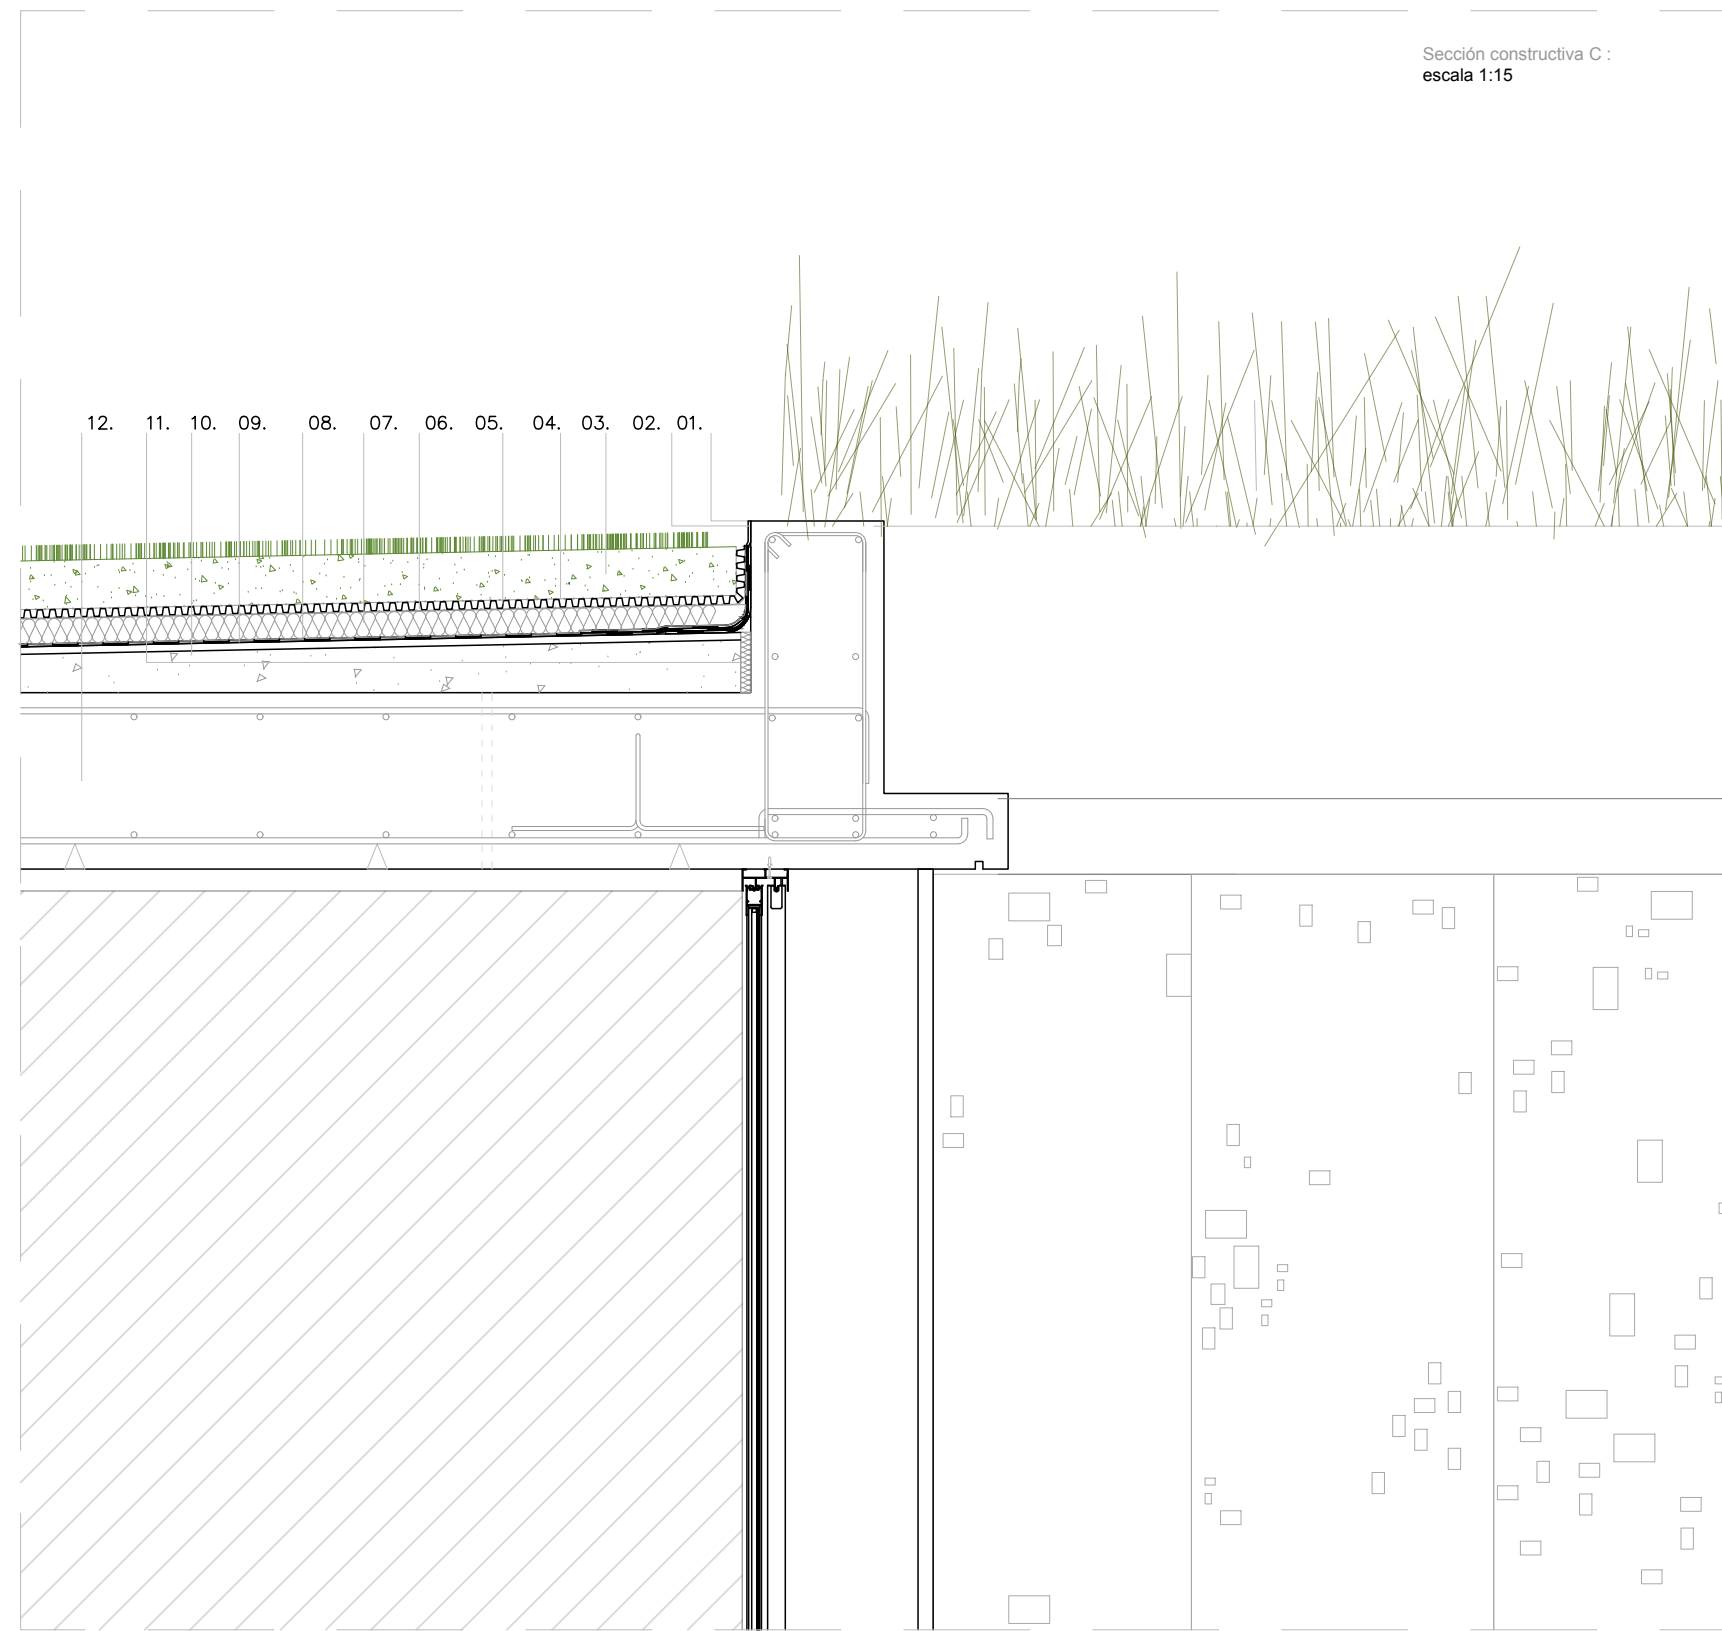 Sección constructiva C :
escala 1:15
12. 11. 10. 09. 08. 07. 06. 05. 04. 03. 02. 01.